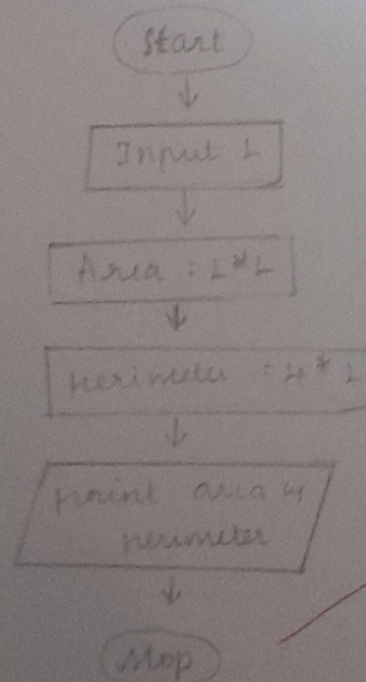 Start
Input L
Area : L*L
perimeter : 4*L
print area &
perimeter
Stop